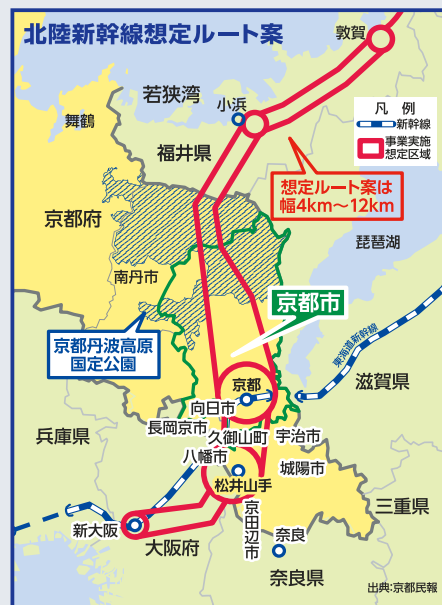 北陸新幹線想定ルート案
敦賀
若狭湾
小浜
舞鶴
凡 例
新幹線
事業実施
想定区域
福井県
想定ルート案は
幅4km〜12km
京都府
琵琶湖
南丹市
京都市
京都丹波高原
国定公園
東海道新幹線
滋賀県
京都
向日市
長岡京市
久御山町
宇治市
兵庫県
八幡市
城陽市
松井山手
京田辺市
三重県
新大阪
大阪府
奈良
奈良県
出典:京都民報